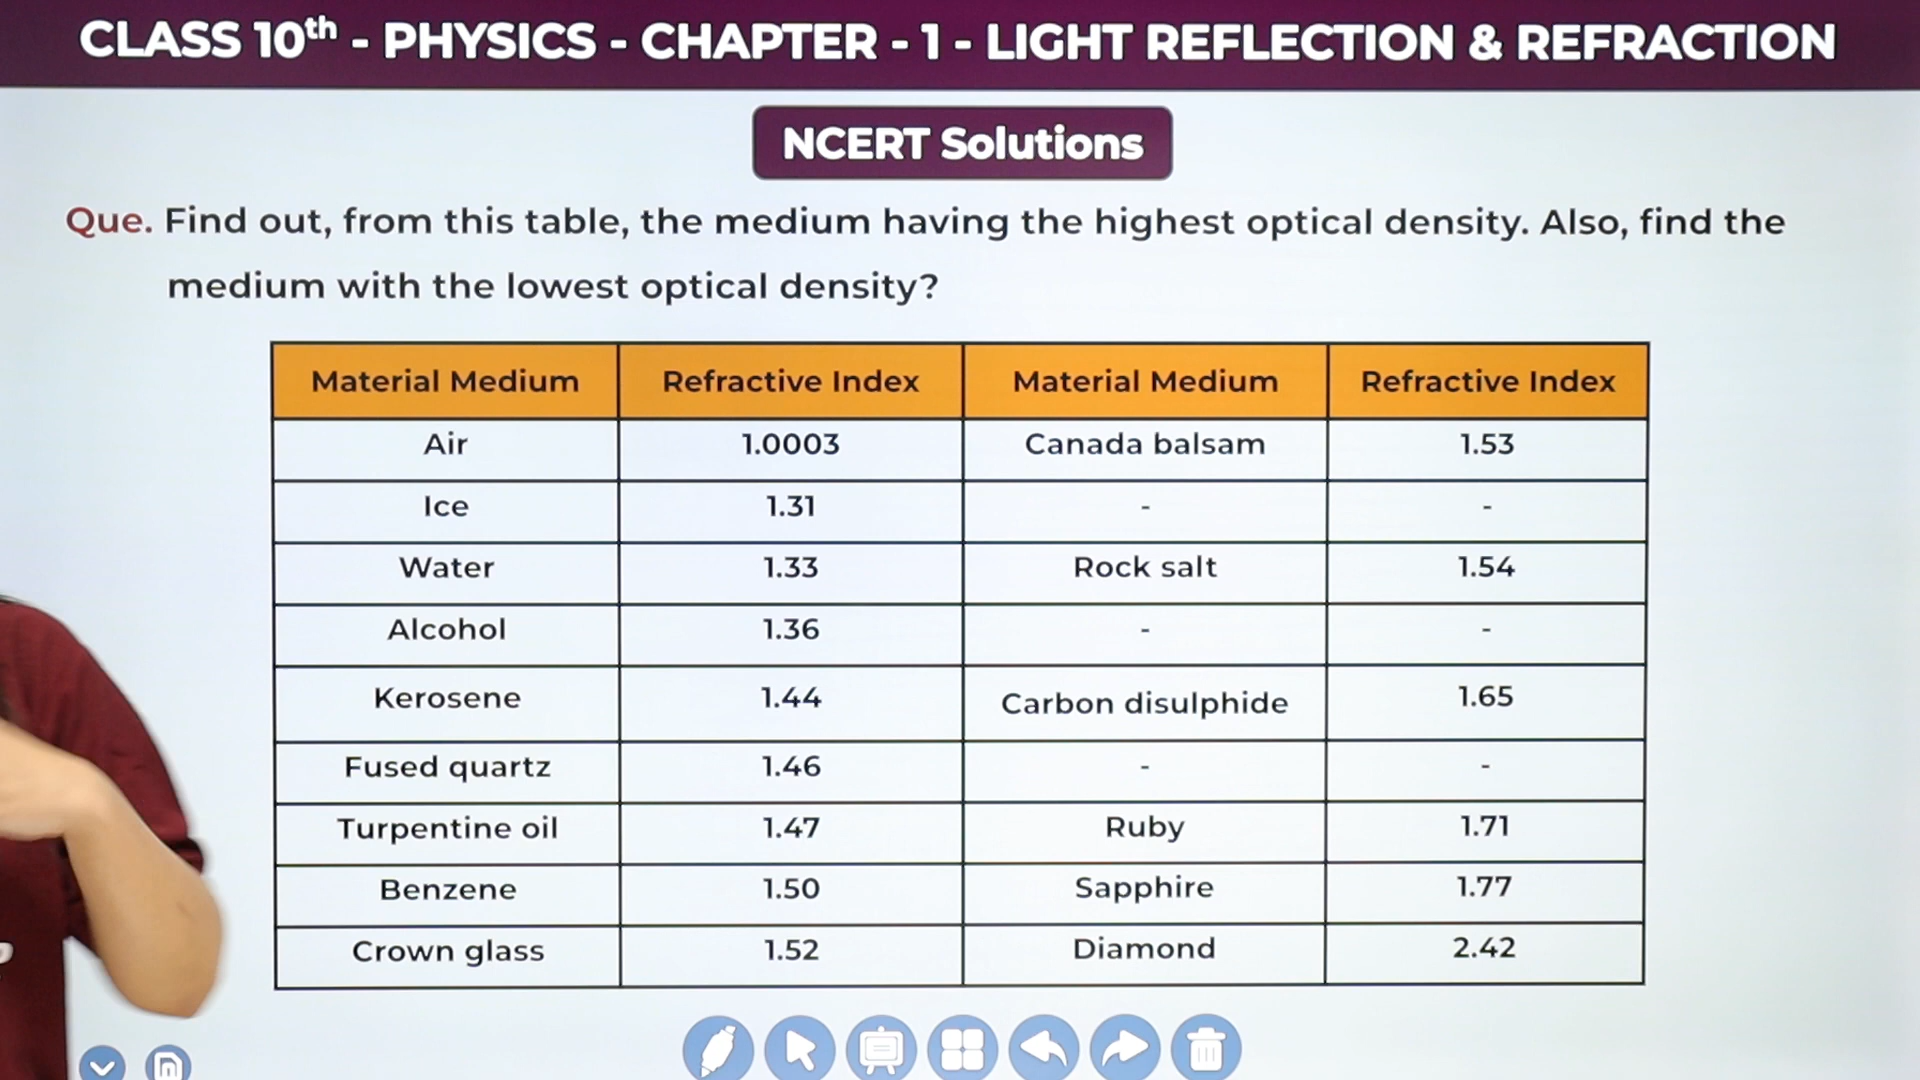 CLASS 10th - PHYSICS - CHAPTER - 1 - LIGHT REFLECTION & REFRACTION
NCERT Solutions
Que. Find out, from this table, the medium having the highest optical density. Also, find the
medium with the lowest optical density?
Material Medium Refractive Index Material Medium Refractive Index
Air 1.0003 Canada balsam 1.53
Ice 1.31 - -
Water 1.33 Rock salt 1.54
Alcohol 1.36 - -
Kerosene 1.44 Carbon disulphide 1.65
Fused quartz 1.46 - -
Turpentine oil 1.47 Ruby 1.71
Benzene 1.50 Sapphire 1.77
Crown glass 1.52 Diamond 2.42